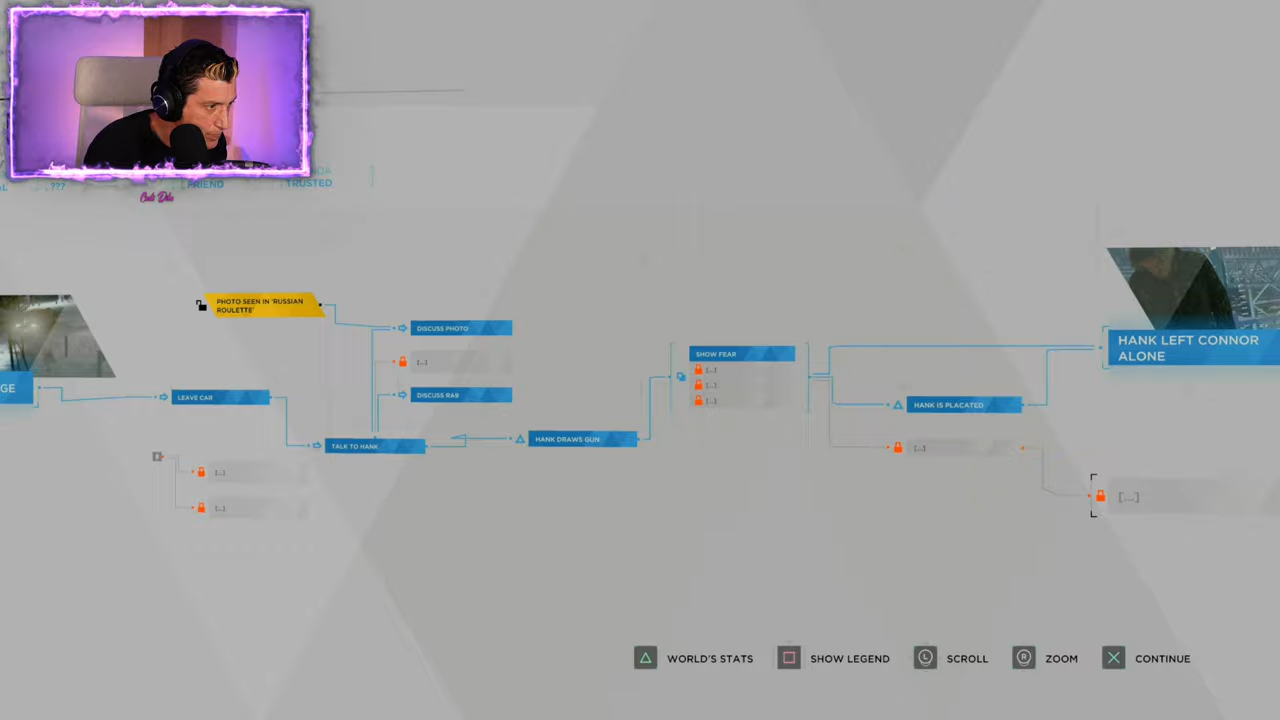 ???
FRIEND
TRUSTED
PHOTO SEEN IN 'RUSSIAN
ROULETTE'
DISCUSS PHOTO
[...]
DISCUSS RA9
GE
LEAVE CAR
TALK TO HANK
HANK DRAWS GUN
[...]
[...]
SHOW FEAR
[...]
[...]
[...]
HANK IS PLACATED
[...]
HANK LEFT CONNOR
ALONE
[...]
WORLD'S STATS
SHOW LEGEND
L
SCROLL
R
ZOOM
CONTINUE